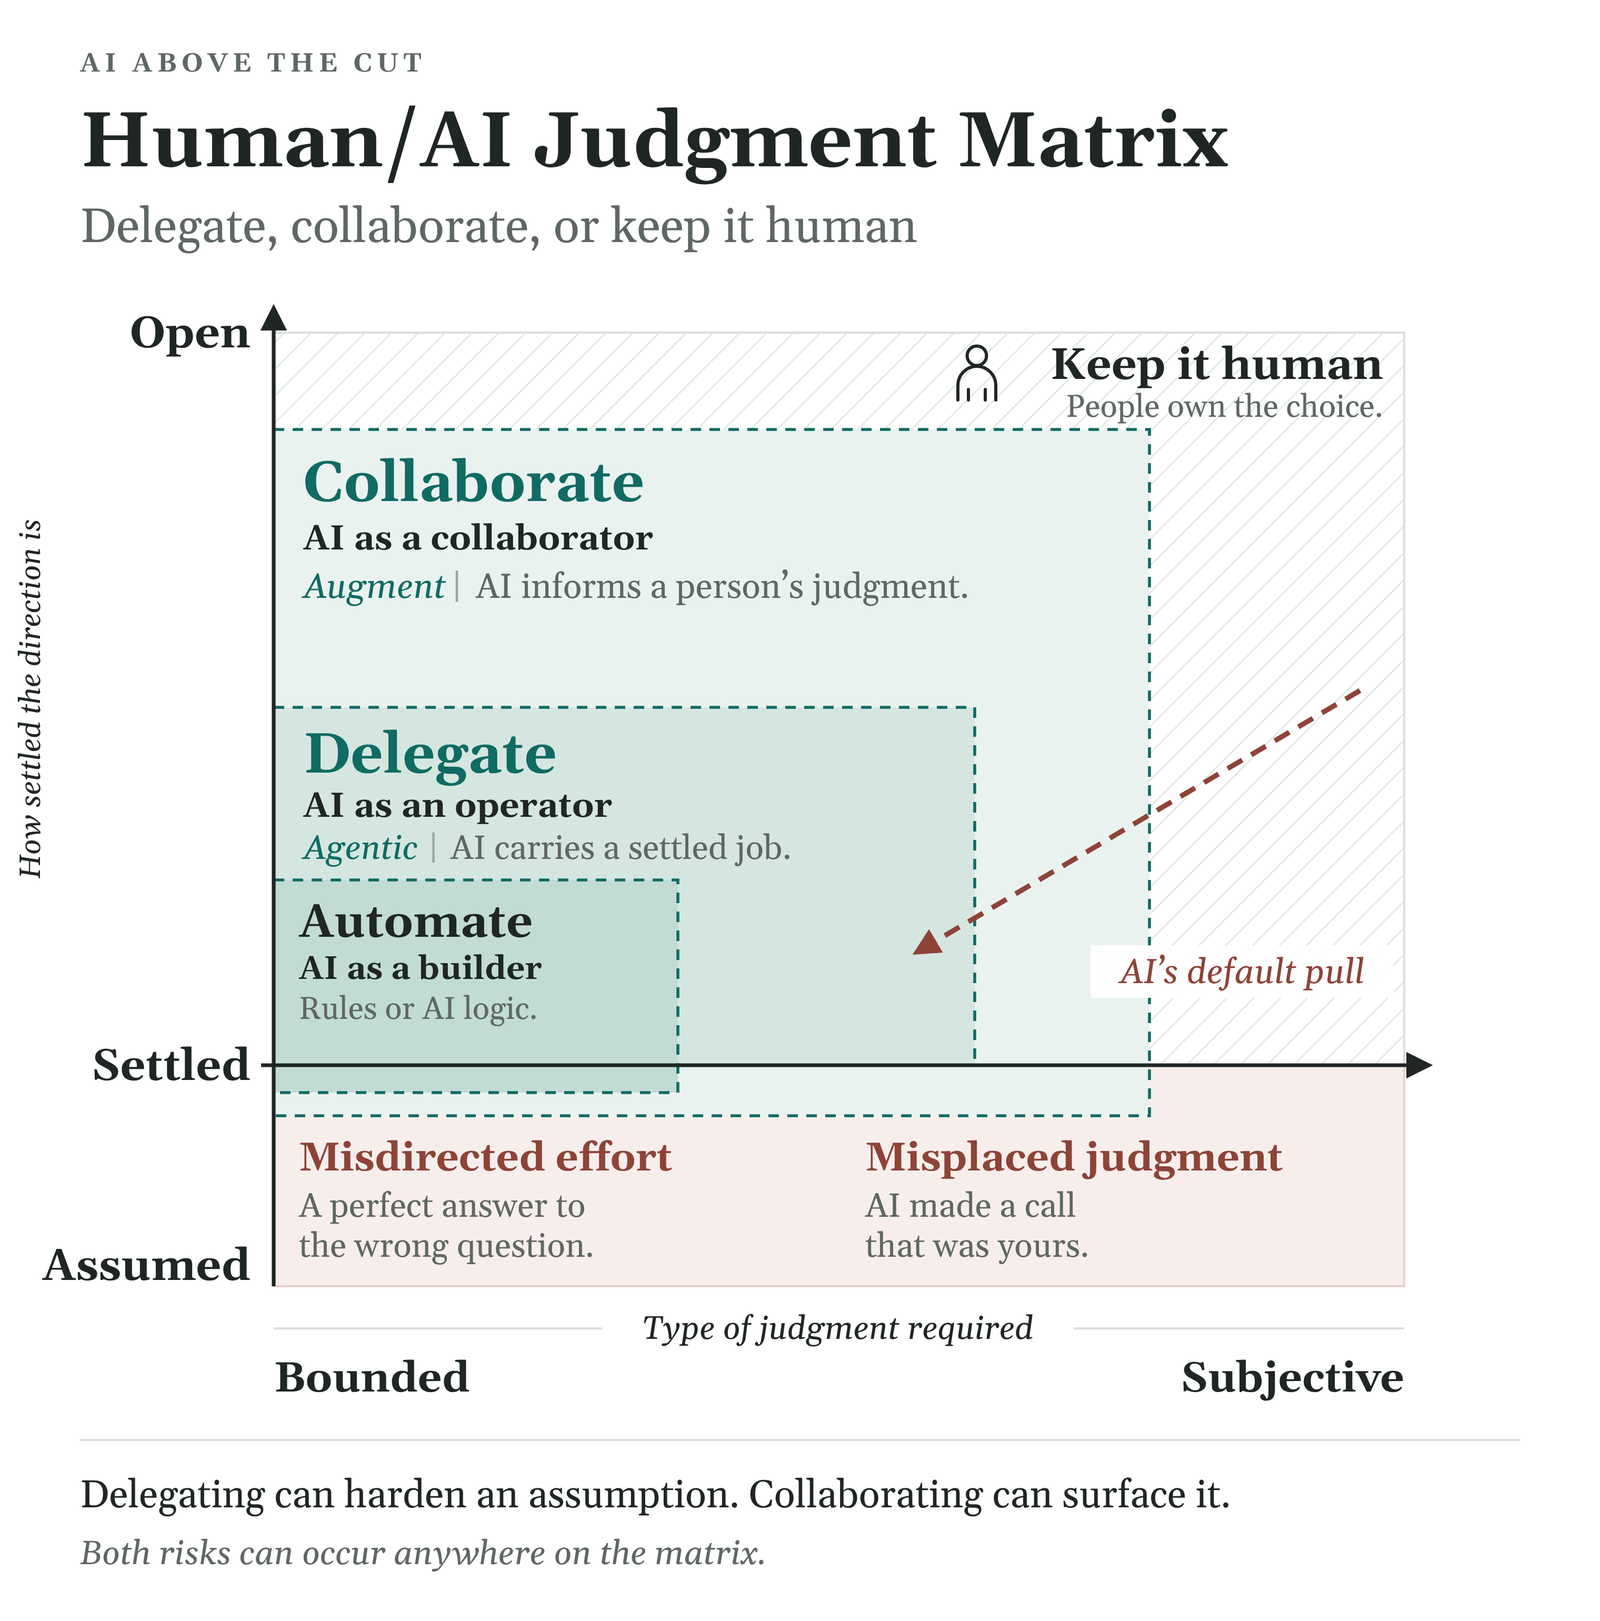 AI ABOVE THE CUT
Human/AI Judgment Matrix
Delegate, collaborate, or keep it human
Open
Keep it human
People own the choice.
Collaborate
AI as a collaborator
Augment | AI informs a person’s judgment.
How settled the direction is
Delegate
AI as an operator
Agentic | AI carries a settled job.
Automate
AI as a builder
Rules or AI logic.
AI’s default pull
Settled
Misdirected effort
A perfect answer to
the wrong question.
Misplaced judgment
AI made a call
that was yours.
Assumed
Type of judgment required
Bounded
Subjective
Delegating can harden an assumption. Collaborating can surface it.
Both risks can occur anywhere on the matrix.